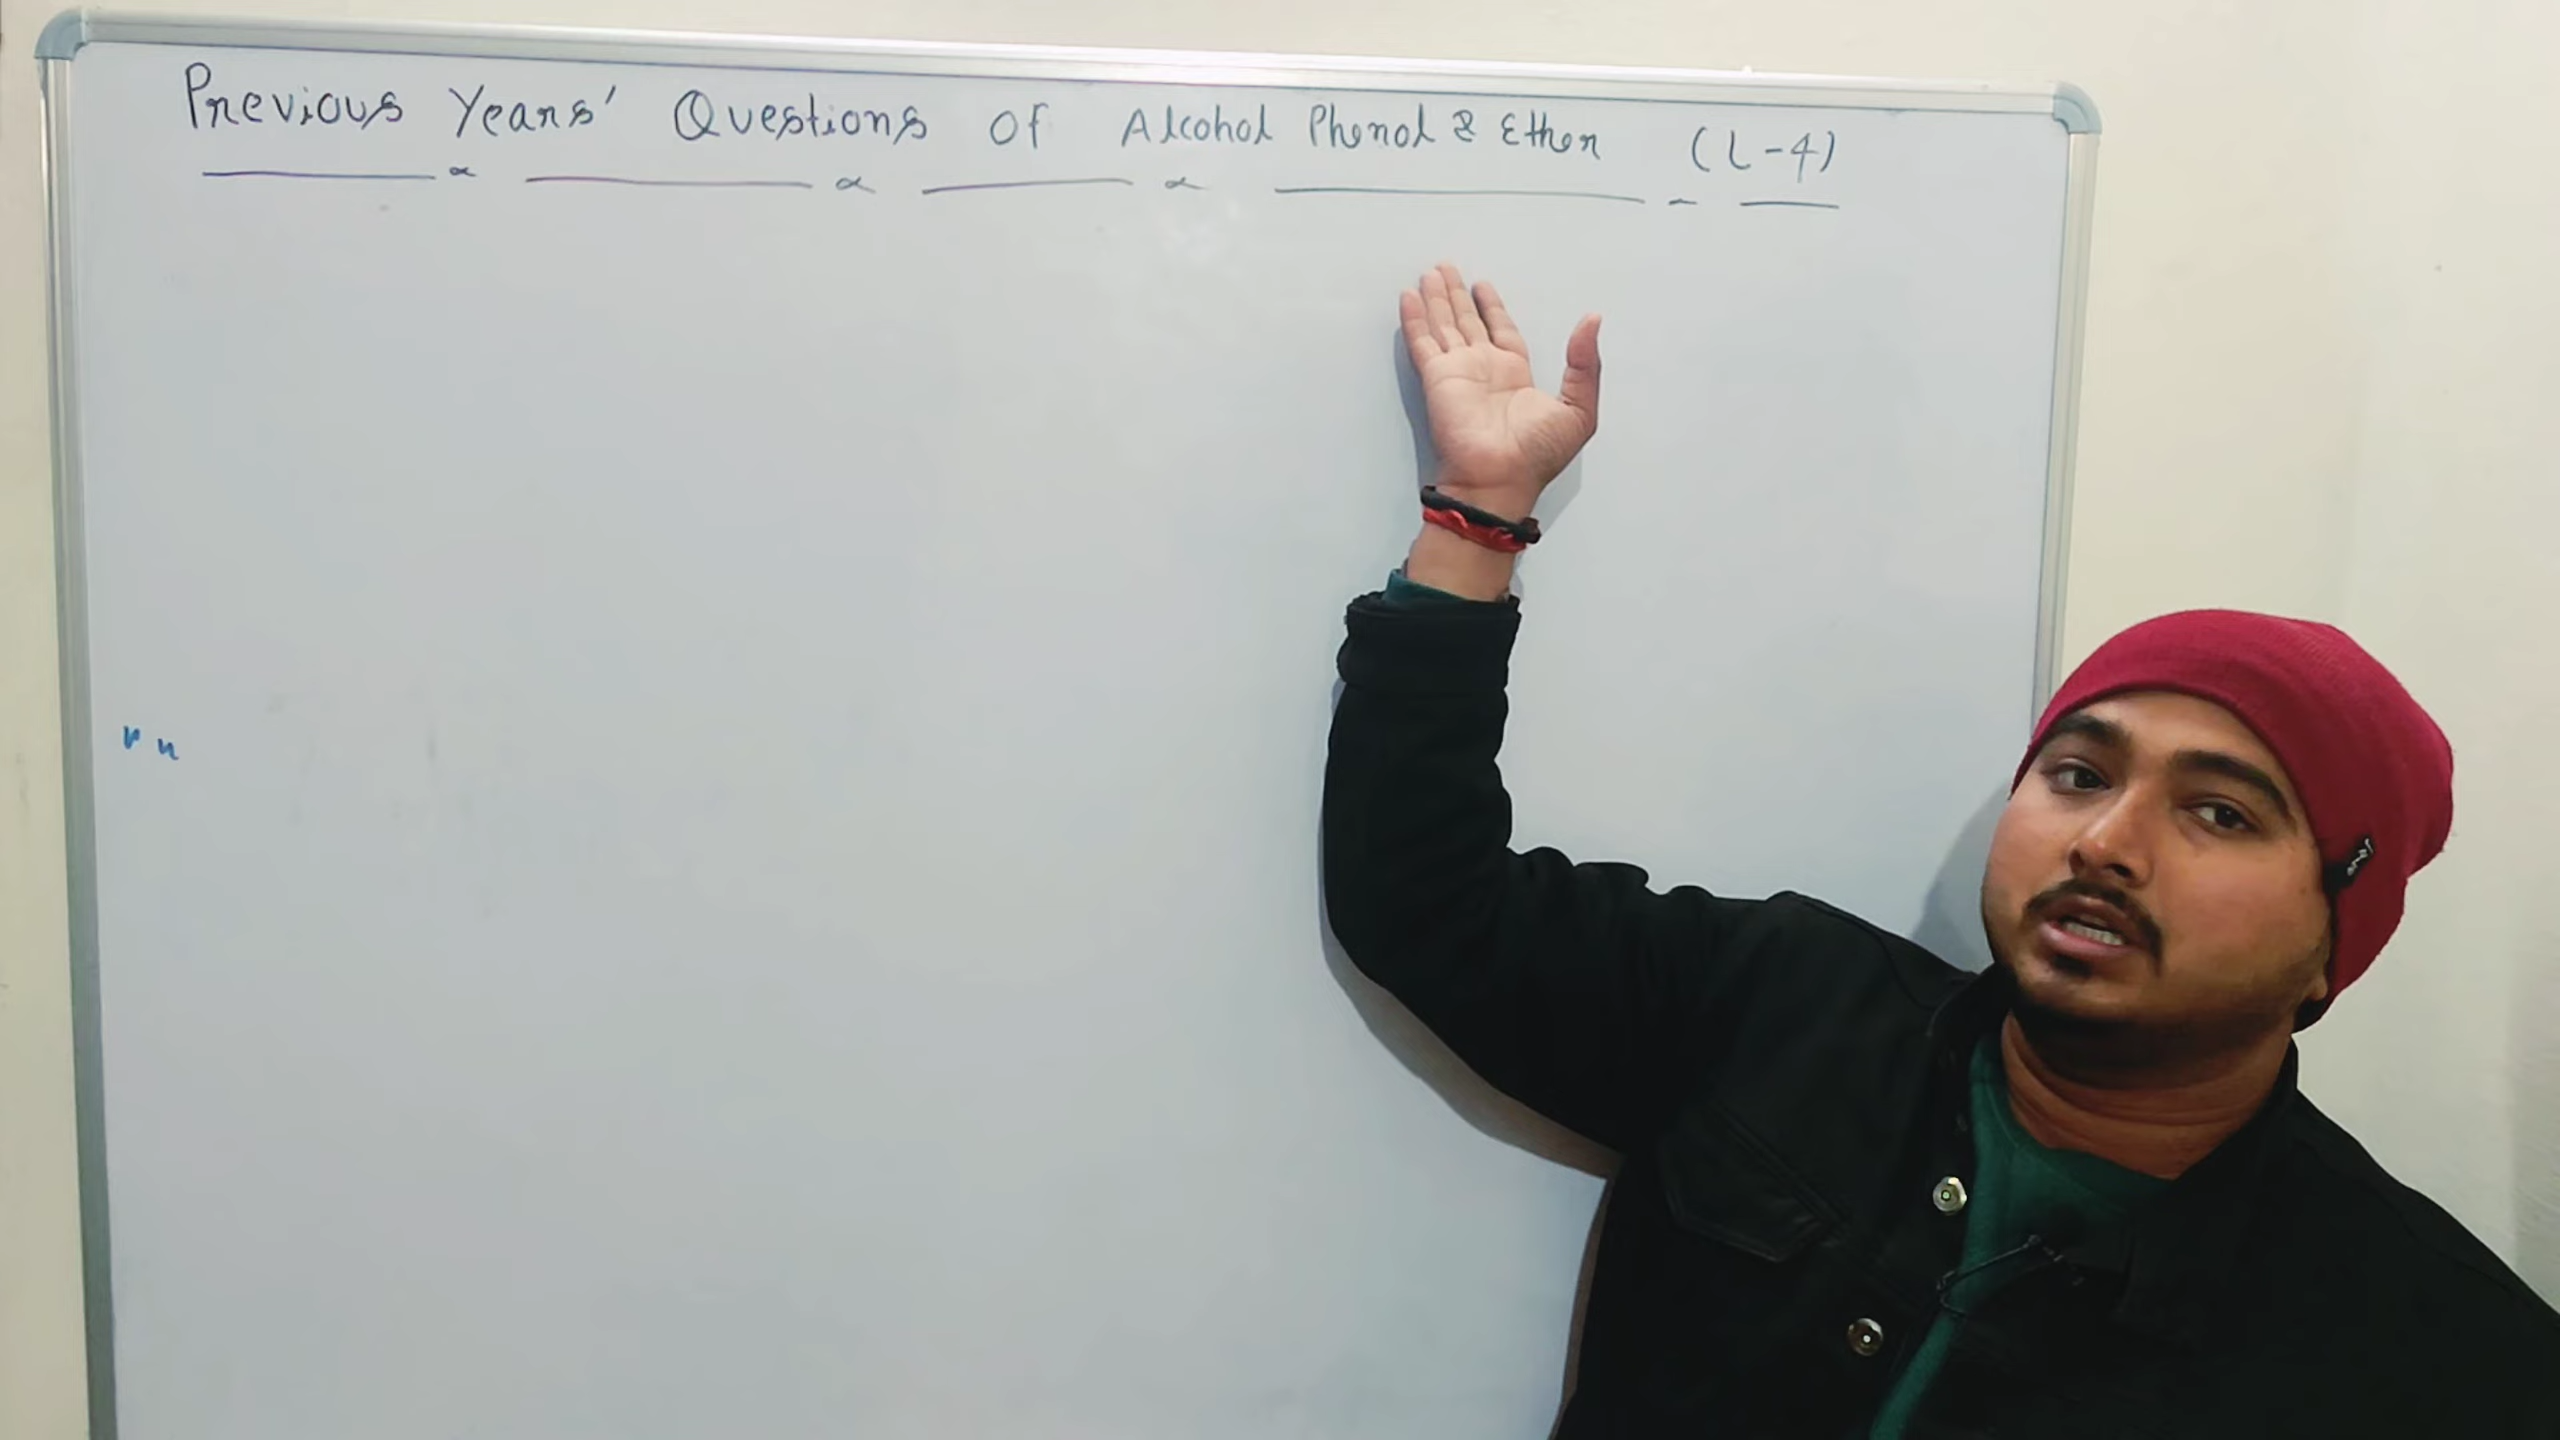 Previous Years' Questions Of Alcohol Phenol & Ether (L-4)